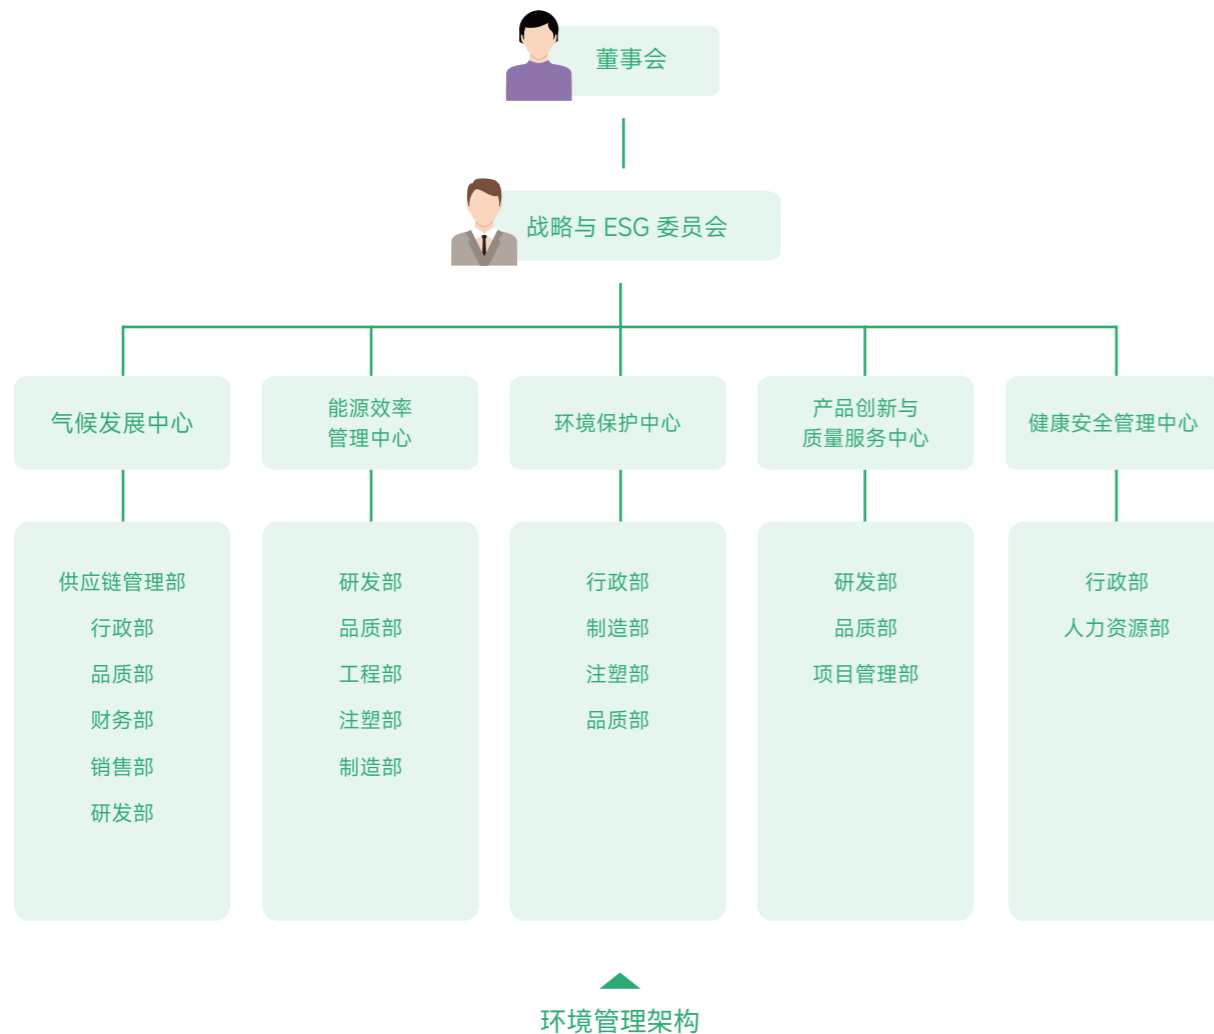 董事会
战略与 ESG 委员会
气候发展中心
能源效率
管理中心
环境保护中心
产品创新与
质量服务中心
健康安全管理中心
供应链管理部
行政部
品质部
财务部
销售部
研发部
研发部
品质部
工程部
注塑部
制造部
行政部
制造部
注塑部
品质部
研发部
品质部
项目管理部
行政部
人力资源部
环境管理架构